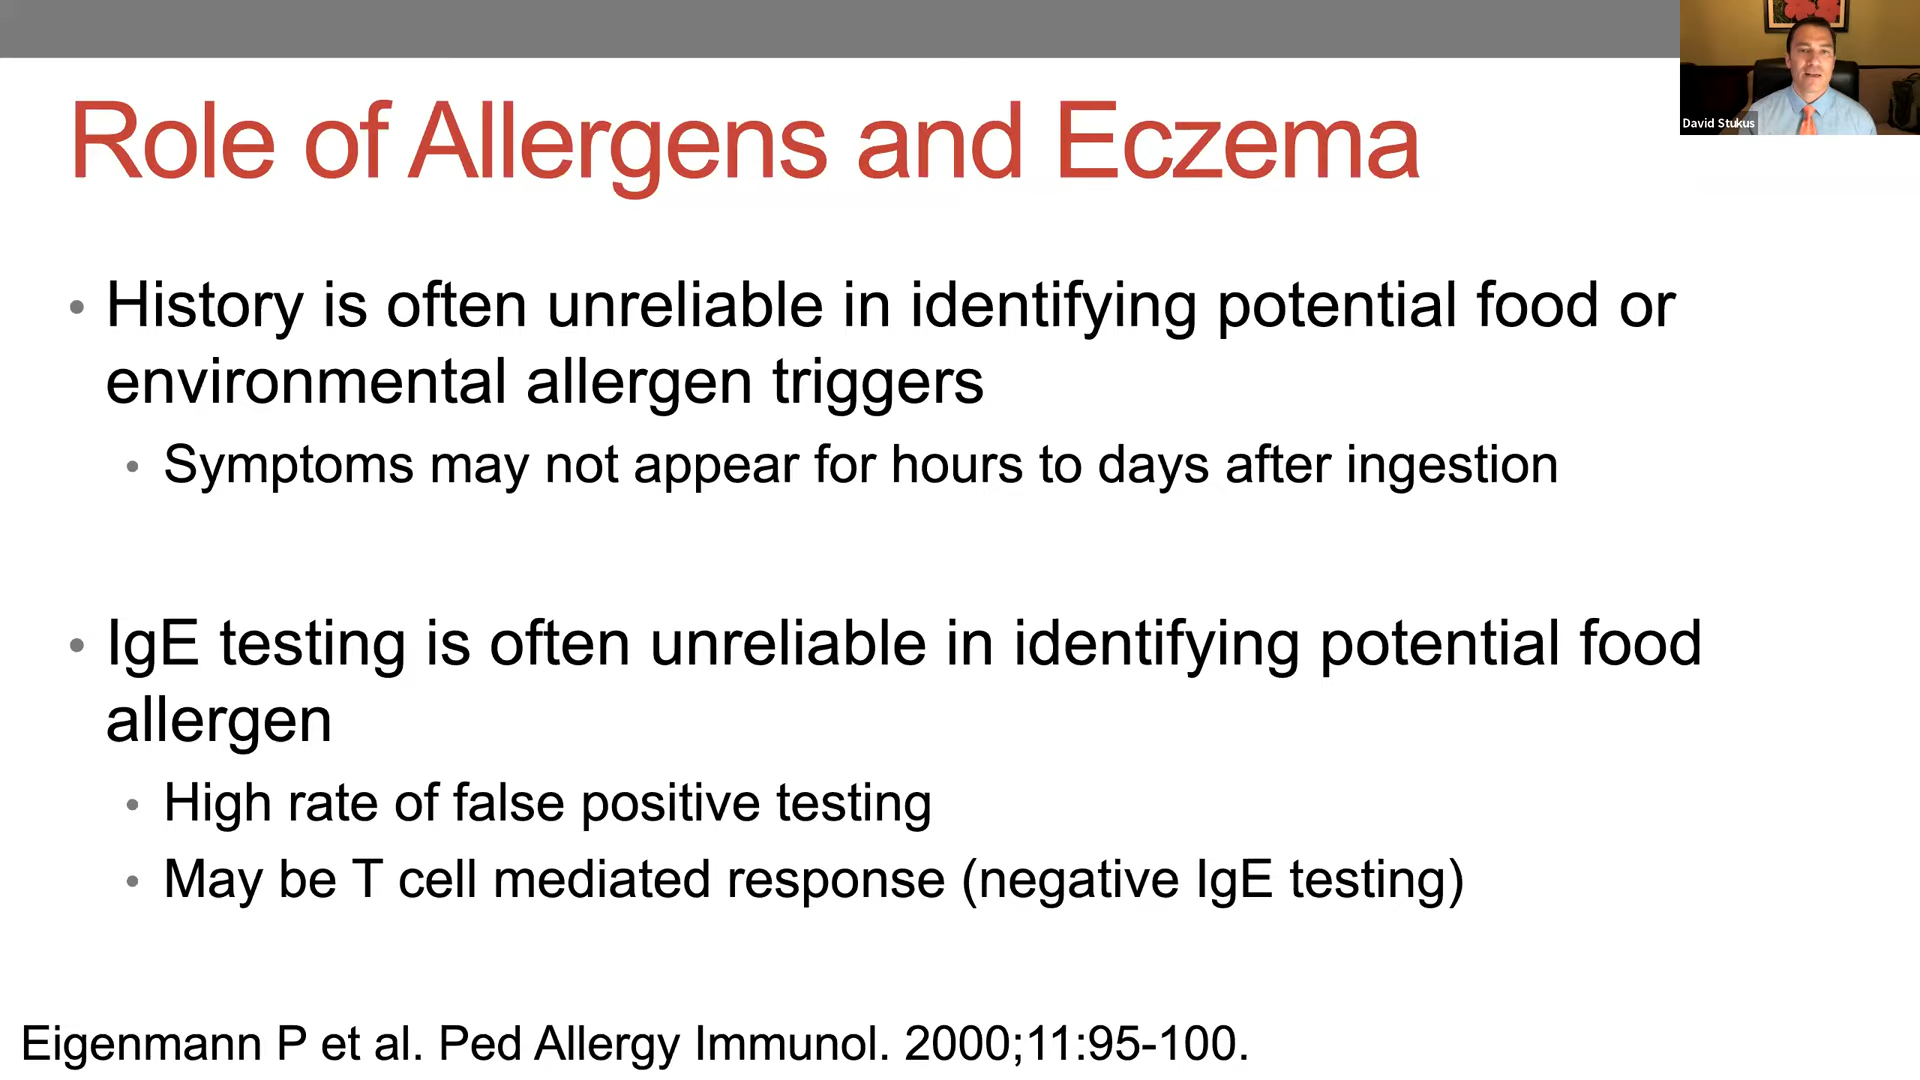 Role of Allergens and Eczema
David Stukus
• History is often unreliable in identifying potential food or
environmental allergen triggers
• Symptoms may not appear for hours to days after ingestion
• IgE testing is often unreliable in identifying potential food
allergen
• High rate of false positive testing
• May be T cell mediated response (negative IgE testing)
Eigenmann P et al. Ped Allergy Immunol. 2000;11:95-100.